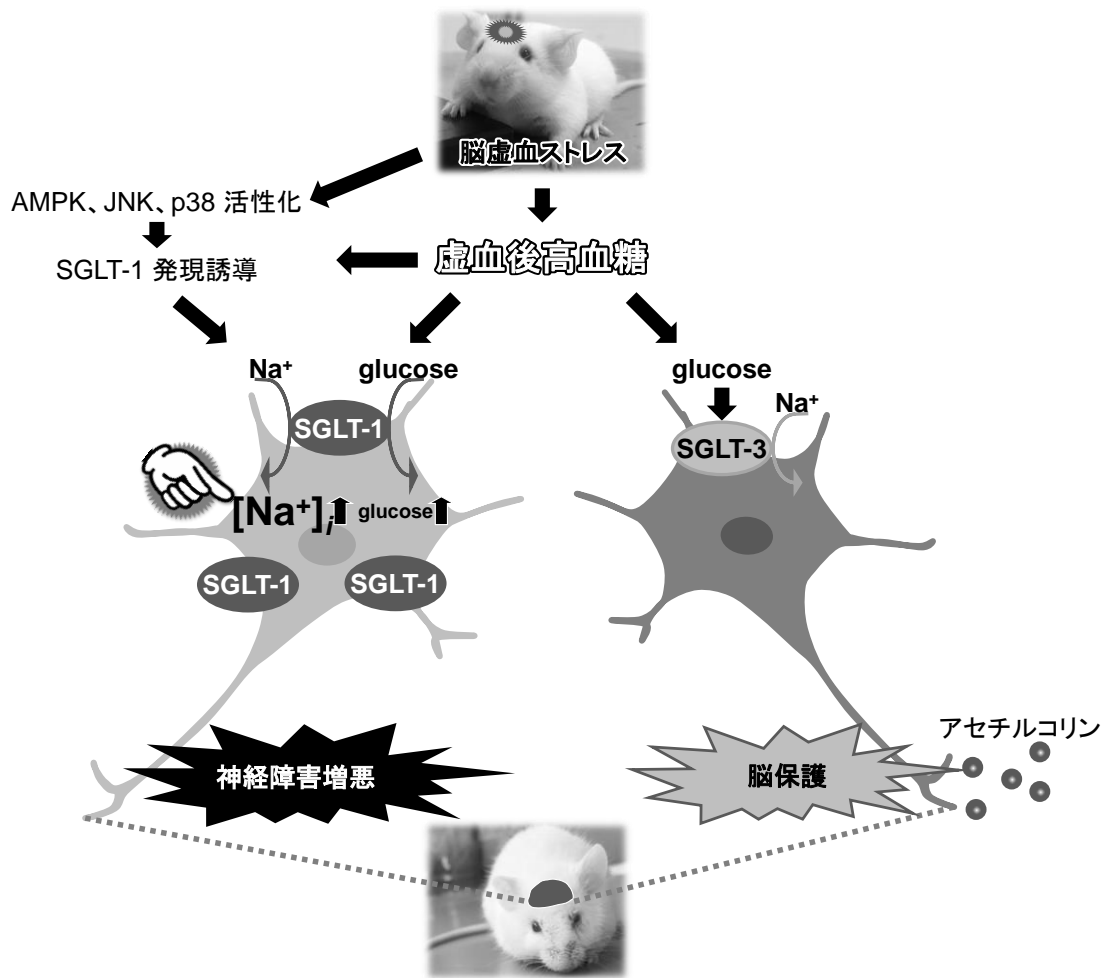 脳虚血ストレス
AMPK、JNK、p38 活性化
SGLT-1 発現誘導
虚血後高血糖
Na⁺
glucose
SGLT-1
[Na⁺]i
glucose
SGLT-1
SGLT-1
glucose
Na⁺
SGLT-3
神経障害増悪
脳保護
アセチルコリン